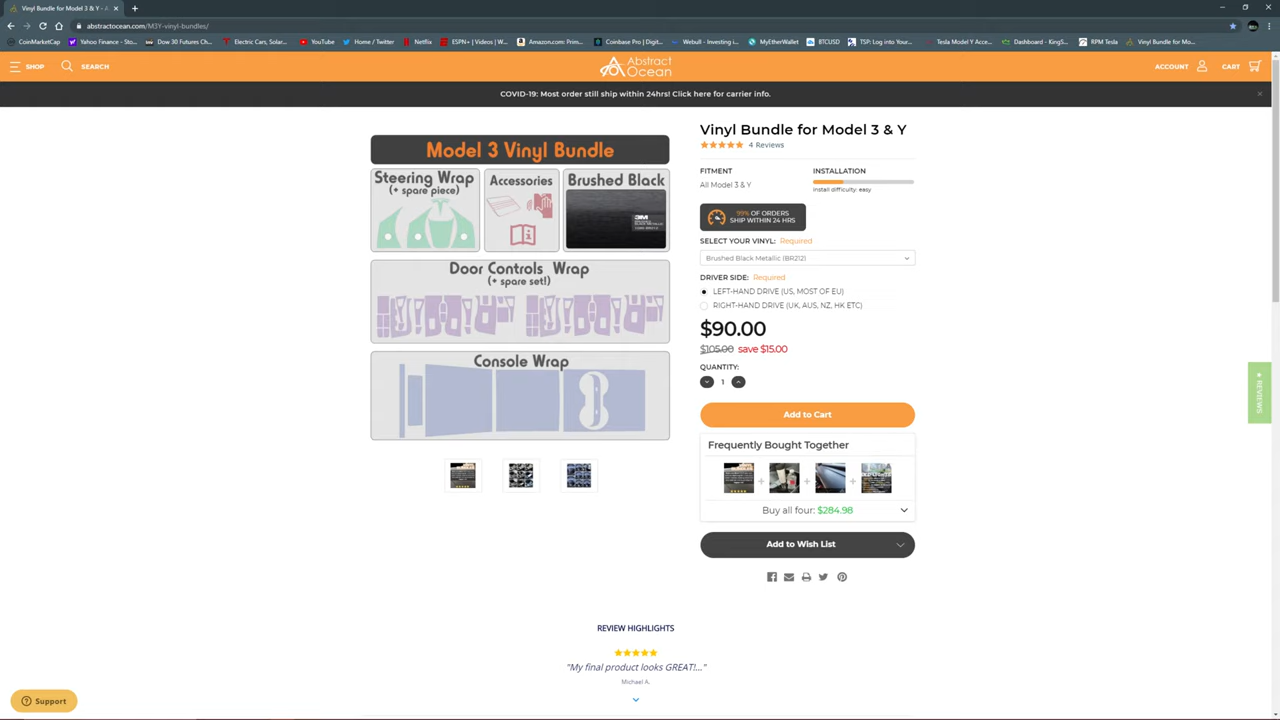 Vinyl Bundle for Model 3 & Y - A
abstractocean.com/M3Y-vinyl-bundles/
CoinMarketCap
Yahoo Finance - Sto...
Dow 30 Futures Ch...
Electric Cars, Solar...
YouTube
Home / Twitter
Netflix
ESPN+ | Videos | W...
Amazon.com: Prim...
Coinbase Pro | Digit...
Webull - Investing i...
MyEtherWallet
BTCUSD
TSP: Log into Your...
Tesla Model Y Acce...
Dashboard - KingS...
RPM Tesla
Vinyl Bundle for Mo...
SHOP
SEARCH
Abstract
Ocean
ACCOUNT
CART
COVID-19: Most order still ship within 24hrs! Click here for carrier info.
Model 3 Vinyl Bundle
Steering Wrap
(+ spare piece)
Accessories
Brushed Black
3M
Door Controls Wrap
(+ spare set!)
Console Wrap
Vinyl Bundle for Model 3 & Y
4 Reviews
FITMENT
All Model 3 & Y
INSTALLATION
Install difficulty: easy
99% OF ORDERS
SHIP WITHIN 24 HRS
SELECT YOUR VINYL: Required
Brushed Black Metallic (BR212)
DRIVER SIDE: Required
LEFT-HAND DRIVE (US, MOST OF EU)
RIGHT-HAND DRIVE (UK, AUS, NZ, HK ETC)
$90.00
$105.00 save $15.00
QUANTITY:
1
Add to Cart
Frequently Bought Together
Buy all four: $284.98
Add to Wish List
★ REVIEWS
REVIEW HIGHLIGHTS
"My final product looks GREAT!..."
Michael A.
Support